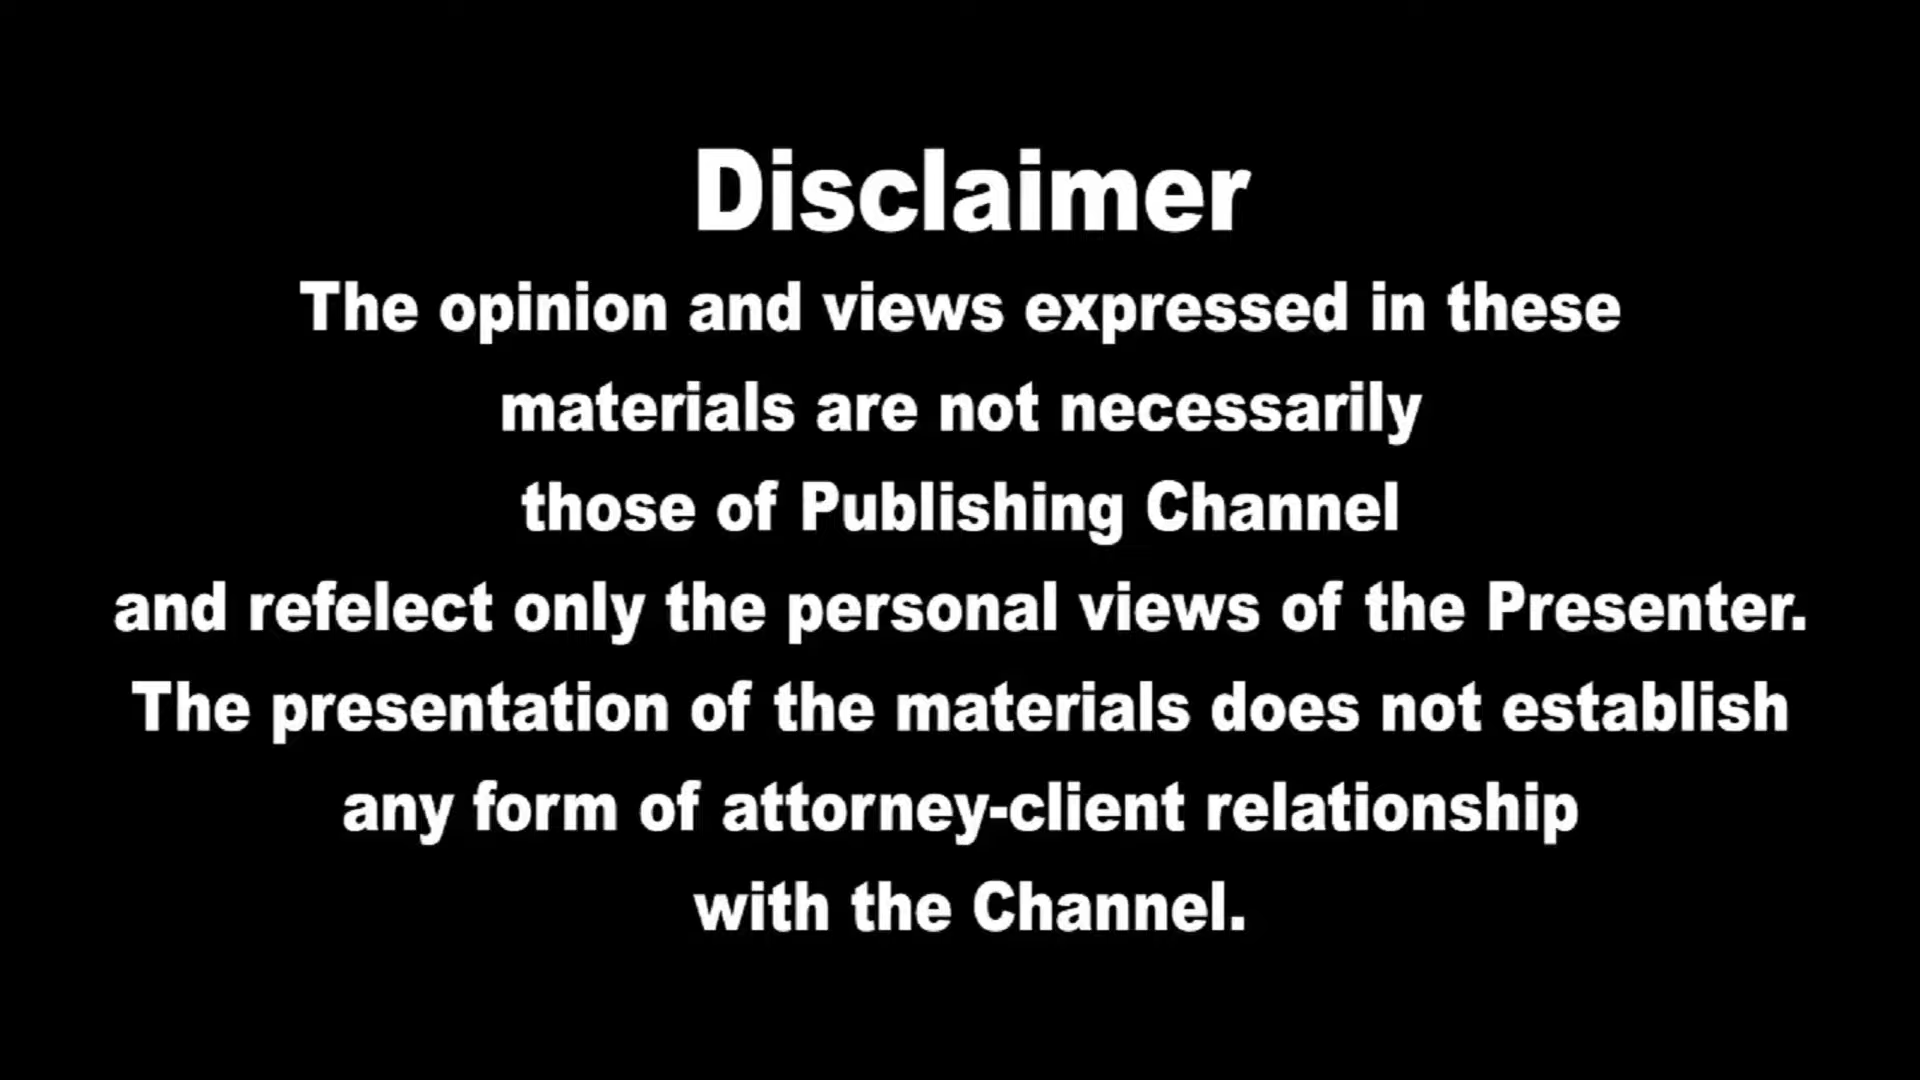 Disclaimer
The opinion and views expressed in these
materials are not necessarily
those of Publishing Channel
and refelect only the personal views of the Presenter.
The presentation of the materials does not establish
any form of attorney-client relationship
with the Channel.